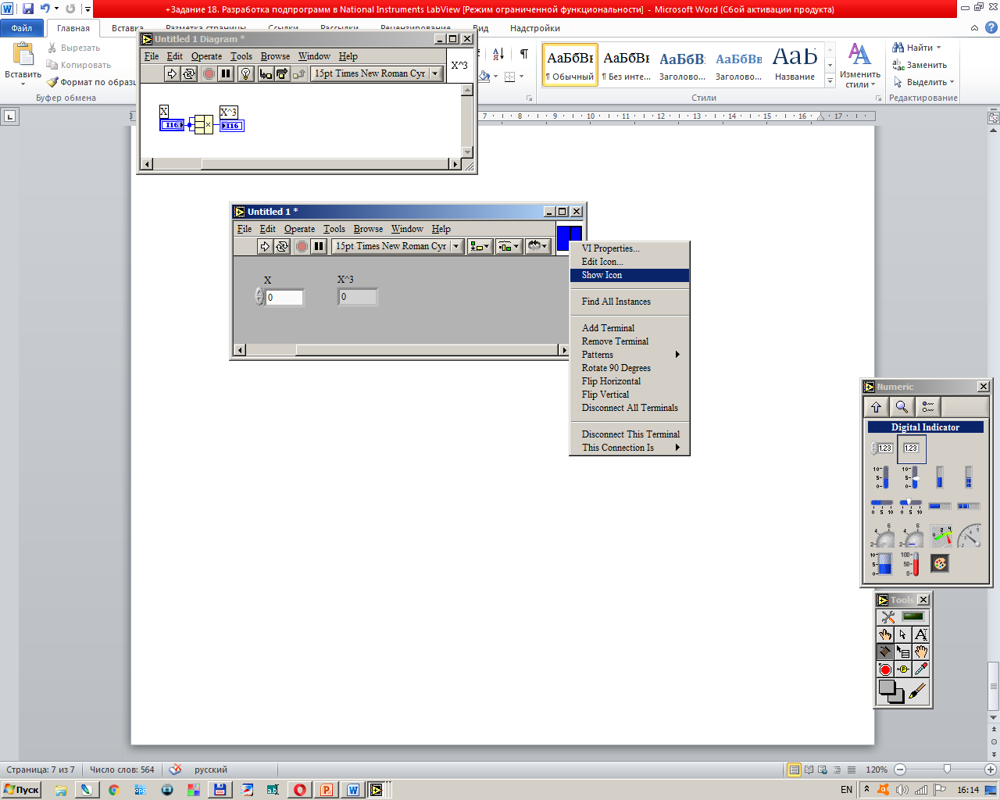 +Задание 18. Разработка подпрограмм в National Instruments LabView [Режим ограниченной функциональности] - Microsoft Word (Сбой активации продукта)
Файл Главная Вставка Разметка страницы Ссылки Рассылки Рецензирование Вид Надстройки
Вставить
Вырезать
Копировать
Формат по образц
Буфер обмена
АаБбВв АаБбВв АаБбВ АаБбВв АаБ
¶ Обычный ¶ Без инте... Заголово... Заголово... Название
Изменить стили
Стили
Найти
Заменить
Выделить
Редактирование
Untitled 1 Diagram *
File Edit Operate Tools Browse Window Help
15pt Times New Roman Cyr
X^3
X X^3
I16 I16
7 8 9 10 11 12 13 14 15 16 17
Untitled 1 *
File Edit Operate Tools Browse Window Help
15pt Times New Roman Cyr
X X^3
0 0
VI Properties...
Edit Icon...
Show Icon
Find All Instances
Add Terminal
Remove Terminal
Patterns
Rotate 90 Degrees
Flip Horizontal
Flip Vertical
Disconnect All Terminals
Disconnect This Terminal
This Connection Is
Numeric
Digital Indicator
1.23 1.23
10 5 0 10 5 0
0 5 10 0 5 10
10 5 0 100 50 0
Tools
Страница: 7 из 7 Число слов: 564 русский 120%
Пуск EN 16:14